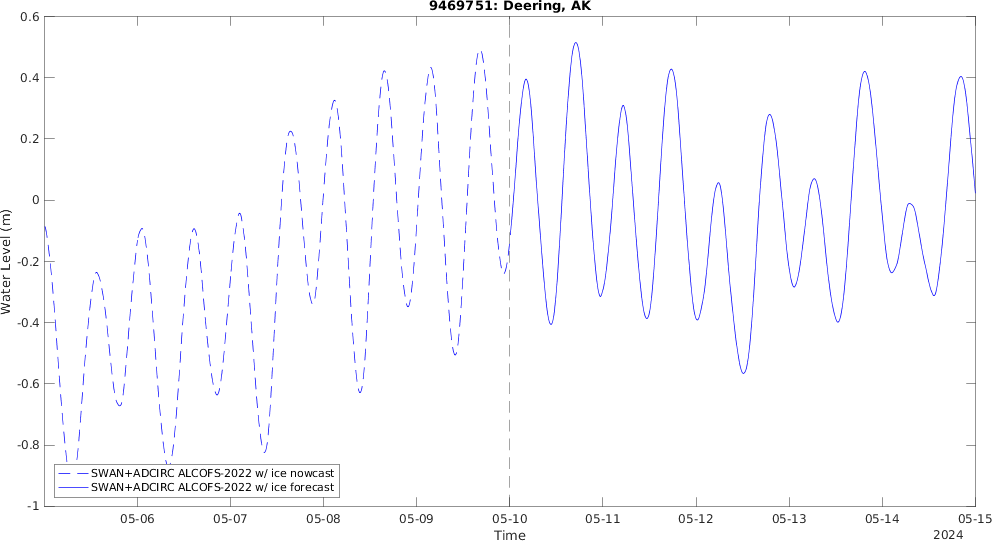 9469751: Deering, AK
0.6
0.4
0.2
0
-0.2
-0.4
-0.6
-0.8
-1
Water Level (m)
SWAN+ADCIRC ALCOFS-2022 w/ ice nowcast
SWAN+ADCIRC ALCOFS-2022 w/ ice forecast
05-06 05-07 05-08 05-09 05-10 05-11 05-12 05-13 05-14 05-15
Time
2024